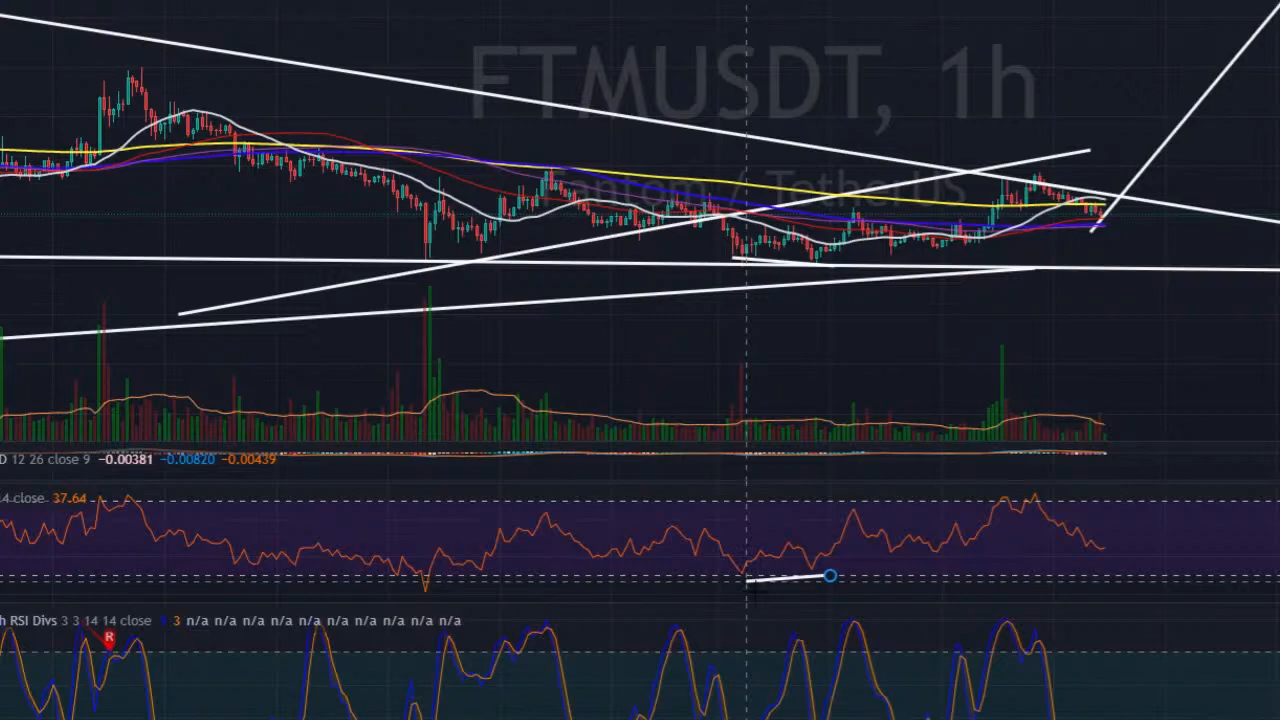 FTMUSDT, 1h
Fantom / TetherUS
D 12 26 close 9 −0.00381 −0.00820 −0.00439
4 close 37.64
h RSI Divs 3 3 14 14 close 3 n/a n/a n/a n/a n/a n/a n/a n/a n/a n/a
R